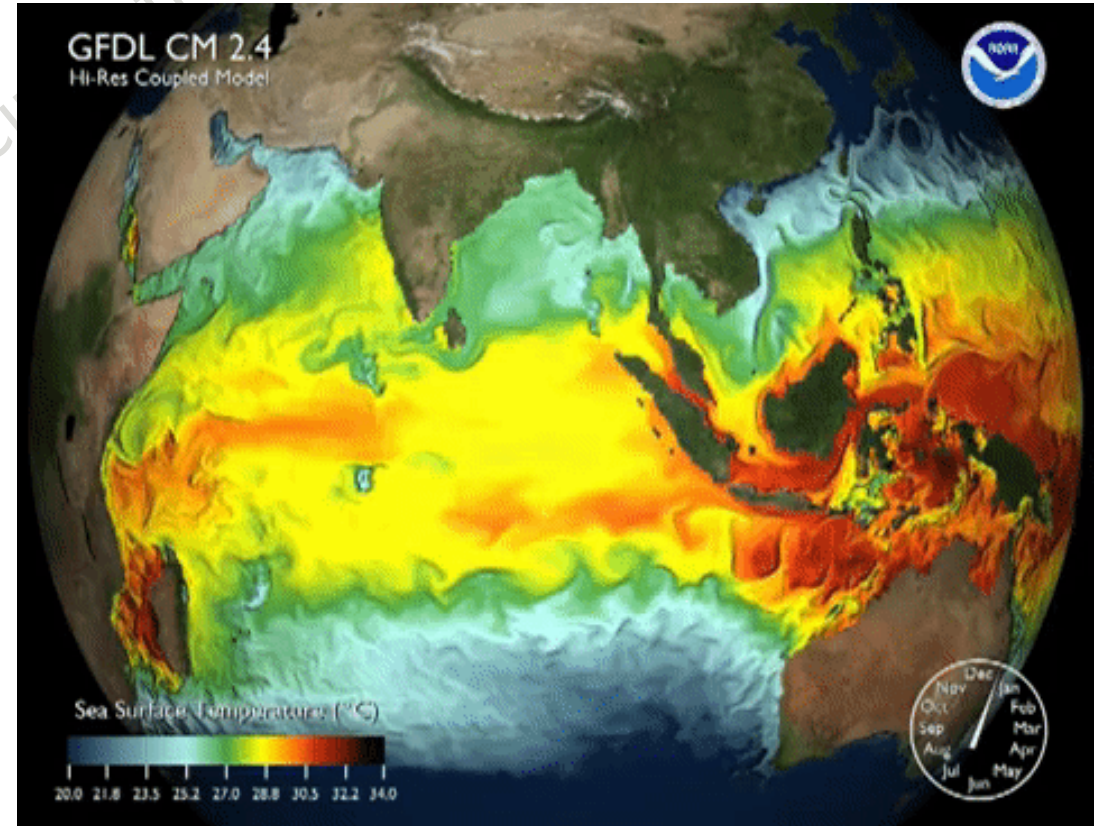 GFDL CM 2.4
Hi-Res Coupled Model
NOAA
Sea Surface Temperature (°C)
20.0 21.8 23.5 25.2 27.0 28.8 30.5 32.2 34.0
Dec
Jan
Feb
Mar
Apr
May
Jun
Jul
Aug
Sep
Oct
Nov